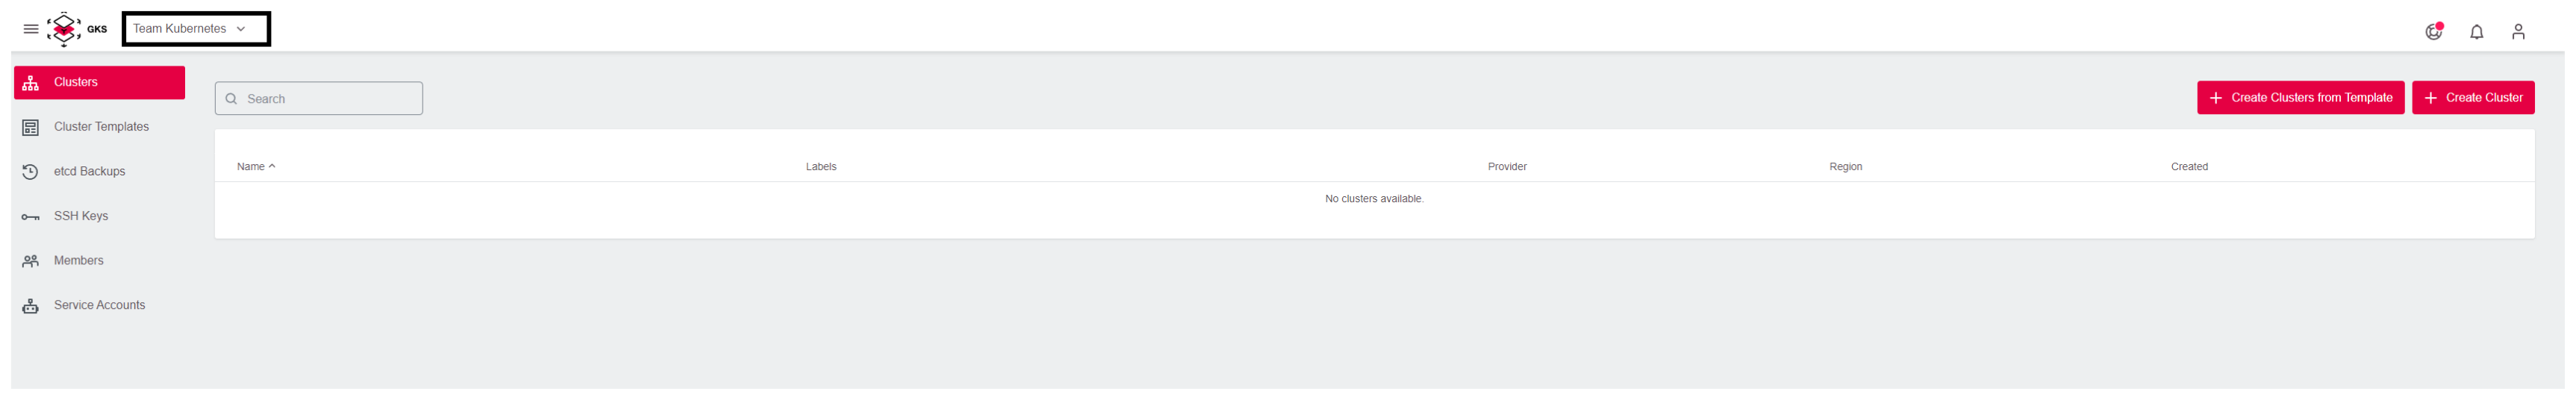 GKS Team Kubernetes
Clusters
Cluster Templates
etcd Backups
SSH Keys
Members
Service Accounts
Search
Create Clusters from Template
Create Cluster
Name Labels Provider Region Created
No clusters available.